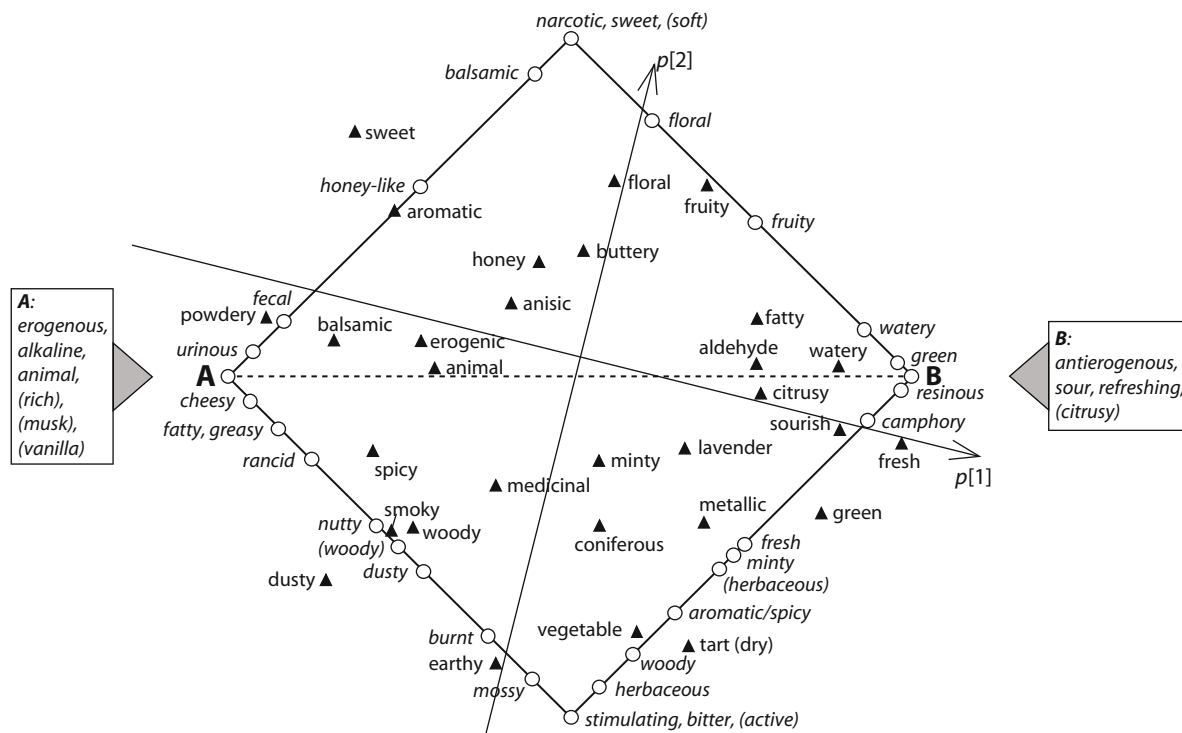 narcotic, sweet, (soft)
p[2]
balsamic
floral
sweet
honey-like
floral
fruity
aromatic
fruity
honey
buttery
fecal
anisic
powdery
balsamic
fatty
watery
erogenic
urinous
aldehyde
watery
green
animal
A
B
cheesy
citrusy
resinous
fatty, greasy
sourish
camphory
rancid
spicy
minty
lavender
fresh
p[1]
medicinal
smoky
metallic
green
nutty
woody
coniferous
fresh
(woody)
minty
dusty
dusty
(herbaceous)
aromatic/spicy
burnt
vegetable
tart (dry)
earthy
woody
mossy
herbaceous
stimulating, bitter, (active)
A:
erogenous,
alkaline,
animal,
(rich),
(musk),
(vanilla)
B:
antierogenous,
sour, refreshing,
(citrusy)